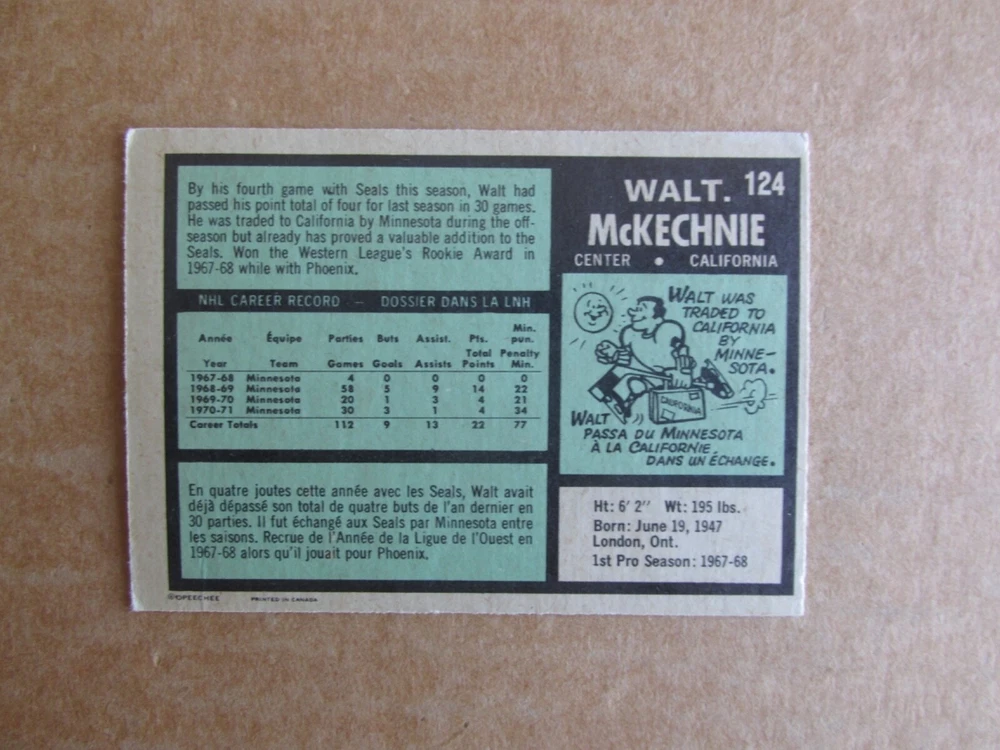 By his fourth game with Seals this season, Walt had
passed his point total of four for last season in 30 games.
He was traded to California by Minnesota during the off-
season but already has proved a valuable addition to the
Seals. Won the Western League's Rookie Award in
1967-68 while with Phoenix.
NHL CAREER RECORD — DOSSIER DANS LA LNH
Année Équipe Parties Buts Assist. Pts. Min. pun.
Year Team Games Goals Assists Total Points Penalty Min.
1967-68 Minnesota 4 0 0 0 0
1968-69 Minnesota 58 5 9 14 22
1969-70 Minnesota 20 1 3 4 21
1970-71 Minnesota 30 3 1 4 34
Career Totals 112 9 13 22 77
En quatre joutes cette année avec les Seals, Walt avait
déjà dépassé son total de quatre buts de l'an dernier en
30 parties. Il fut échangé aux Seals par Minnesota entre
les saisons. Recrue de l'Année de la Ligue de l'Ouest en
1967-68 alors qu'il jouait pour Phoenix.
©OPEECHEE PRINTED IN CANADA
WALT. 124
McKECHNIE
CENTER • CALIFORNIA
WALT WAS
TRADED TO
CALIFORNIA
BY
MINNE-
SOTA.
CALIFORNIA
WALT
PASSA DU MINNESOTA
À LA CALIFORNIE
DANS UN ÉCHANGE.
Ht: 6' 2" Wt: 195 lbs.
Born: June 19, 1947
London, Ont.
1st Pro Season: 1967-68